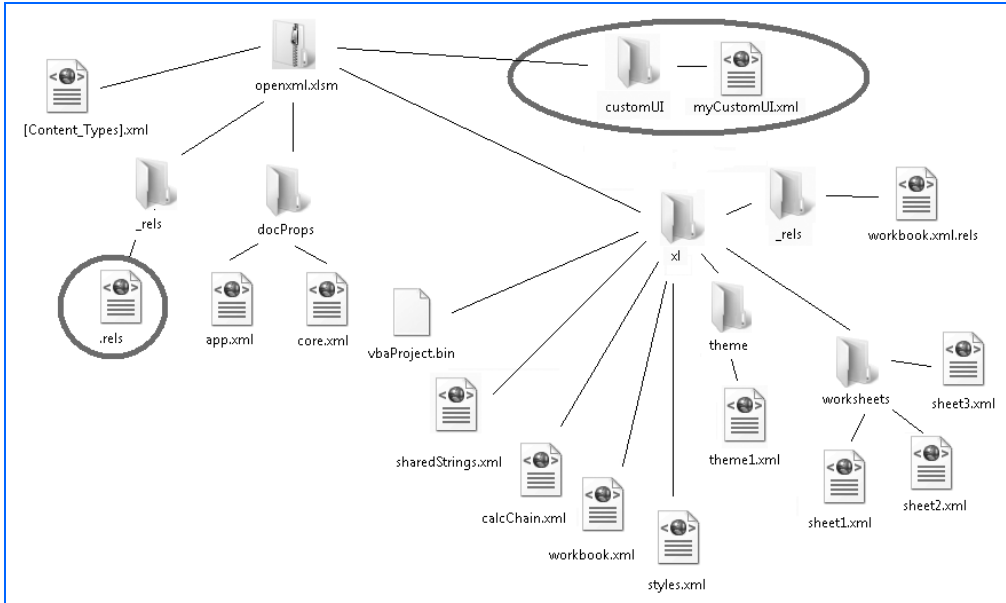 openxml.xlsm
customUI
myCustomUI.xml
[Content_Types].xml
_rels
docProps
xl
_rels
workbook.xml.rels
.rels
app.xml
core.xml
vbaProject.bin
theme
worksheets
sheet3.xml
sharedStrings.xml
theme1.xml
calcChain.xml
sheet1.xml
sheet2.xml
workbook.xml
styles.xml